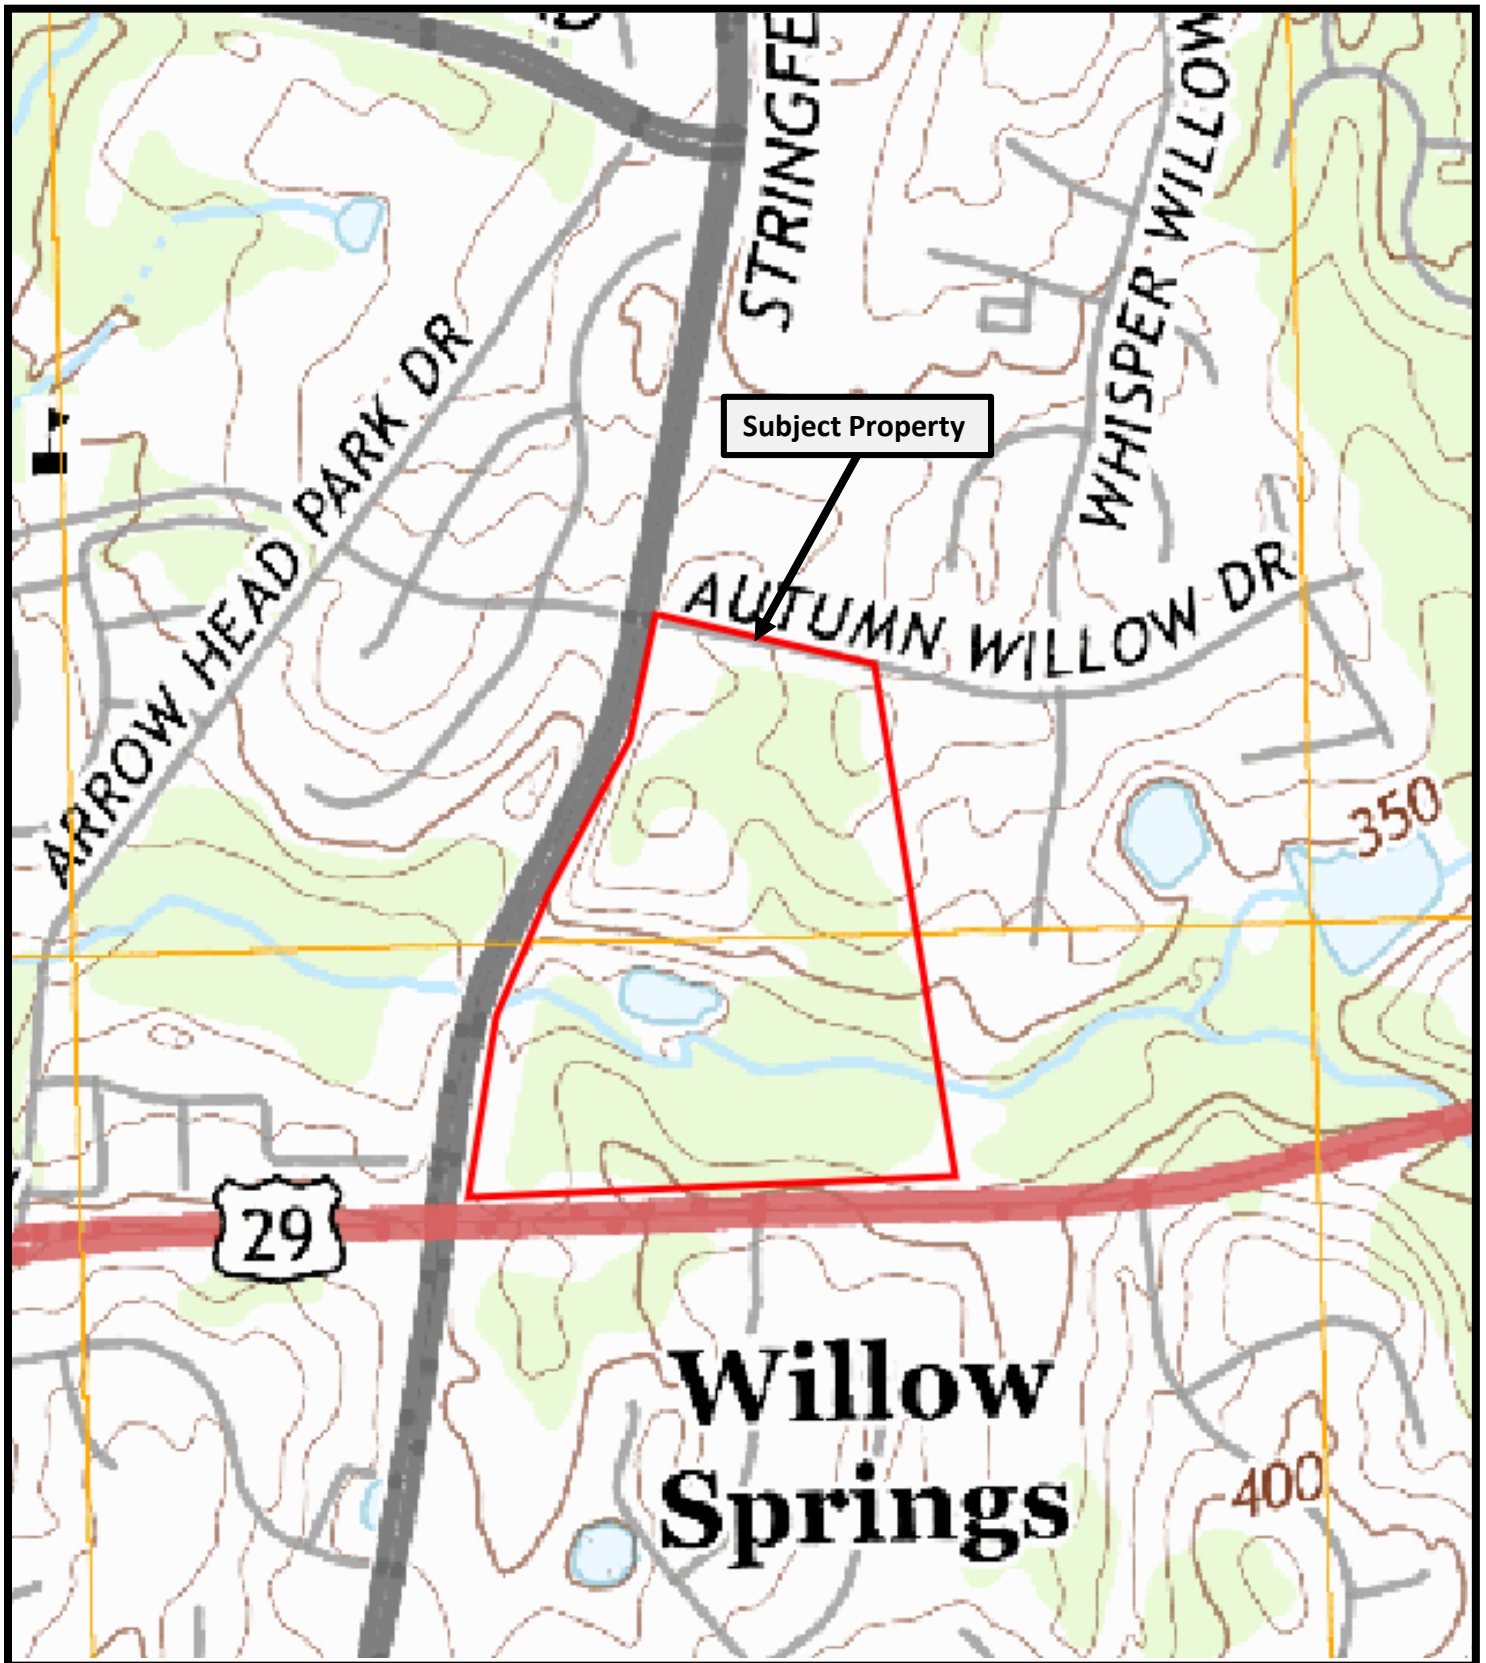 STRINGFE
WHISPER WILLOW
ARROW HEAD PARK DR
Subject Property
AUTUMN WILLOW DR
350
29
Willow
Springs
400